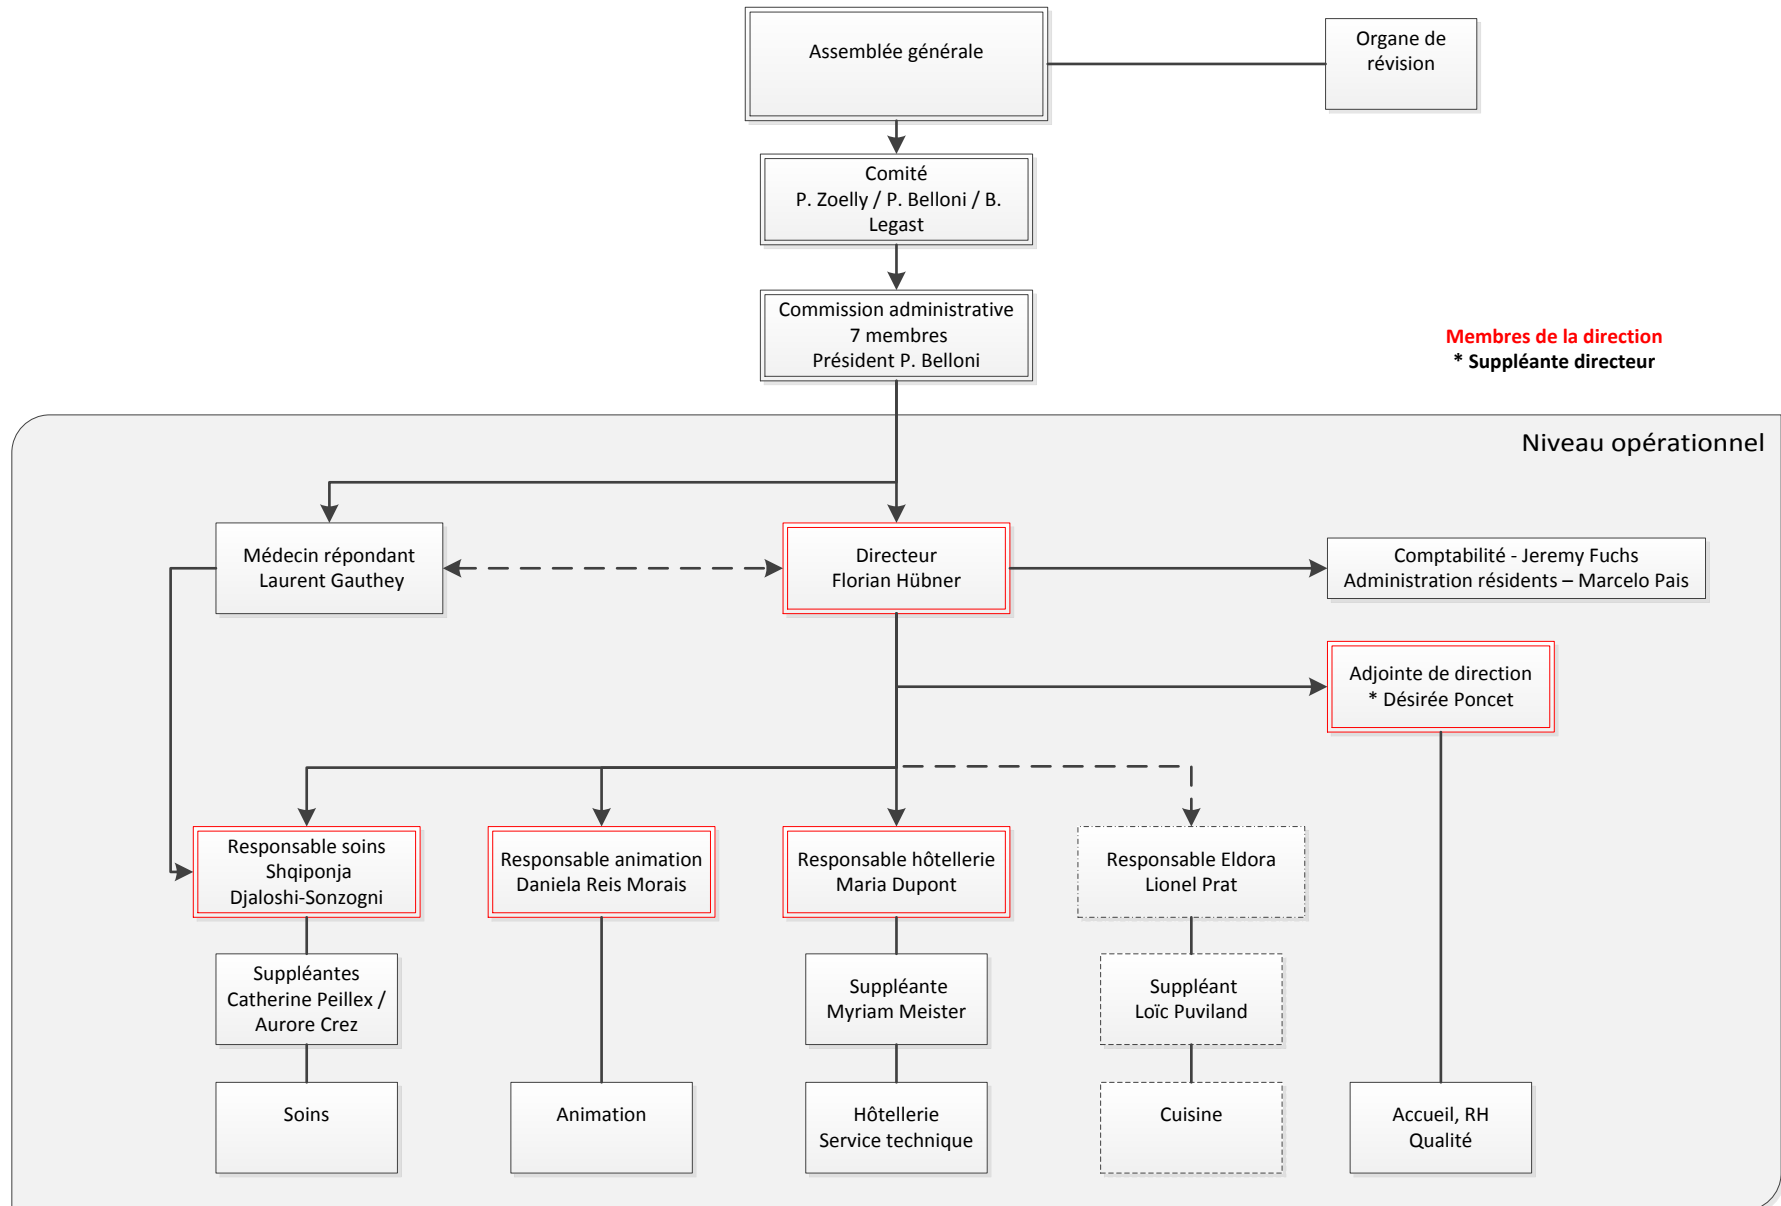 Assemblée générale
Organe de
révision
Comité
P. Zoelly / P. Belloni / B.
Legast
Commission administrative
7 membres
Président P. Belloni
Membres de la direction
* Suppléante directeur
Niveau opérationnel
Médecin répondant
Laurent Gauthey
Directeur
Florian Hübner
Comptabilité - Jeremy Fuchs
Administration résidents – Marcelo Pais
Adjointe de direction
* Désirée Poncet
Responsable soins
Shqiponja
Djaloshi-Sonzogni
Responsable animation
Daniela Reis Morais
Responsable hôtellerie
Maria Dupont
Responsable Eldora
Lionel Prat
Suppléantes
Catherine Peillex /
Aurore Crez
Suppléante
Myriam Meister
Suppléant
Loïc Puviland
Soins
Animation
Hôtellerie
Service technique
Cuisine
Accueil, RH
Qualité